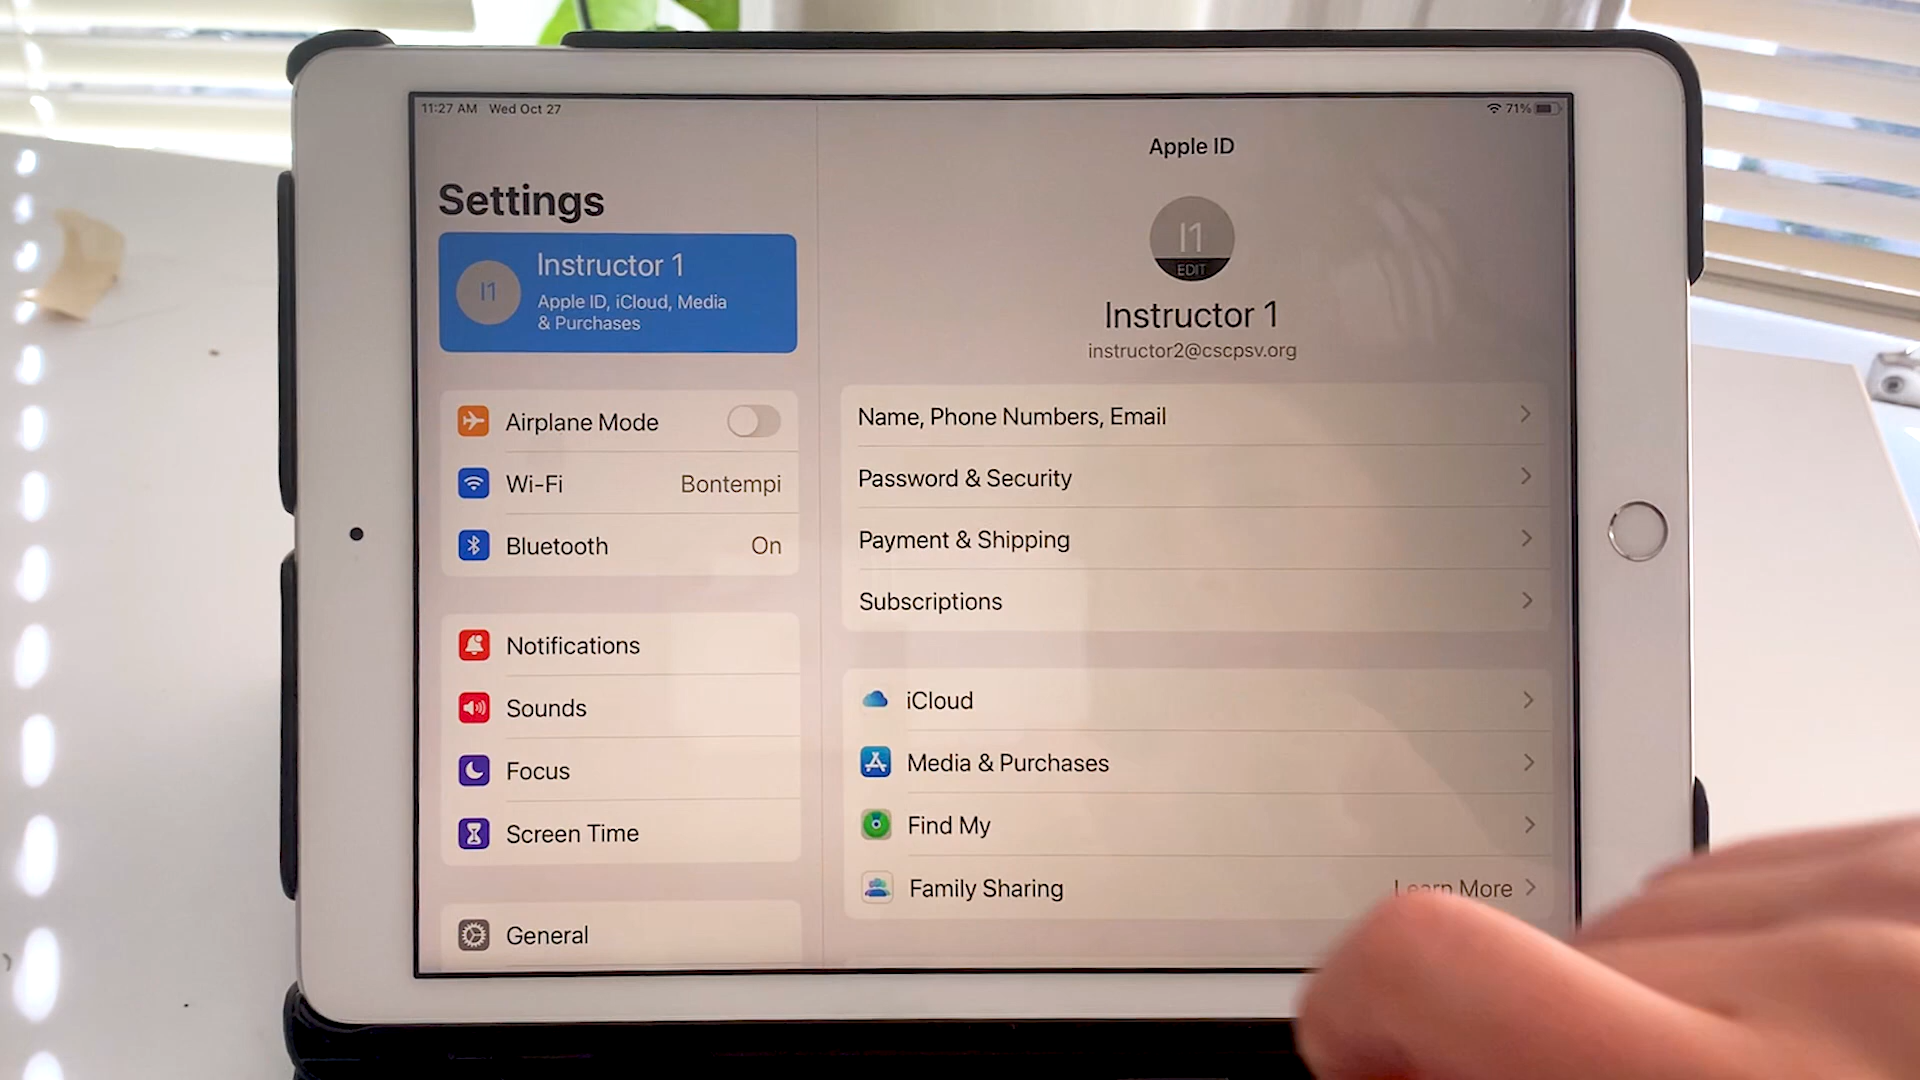 11:27 AM Wed Oct 27
71%
Settings
I1
Instructor 1
Apple ID, iCloud, Media
& Purchases
Airplane Mode
Wi-Fi Bontempi
Bluetooth On
Notifications
Sounds
Focus
Screen Time
General
Apple ID
I1
EDIT
Instructor 1
instructor2@cscpsv.org
Name, Phone Numbers, Email
Password & Security
Payment & Shipping
Subscriptions
iCloud
Media & Purchases
Find My
Family Sharing Learn More